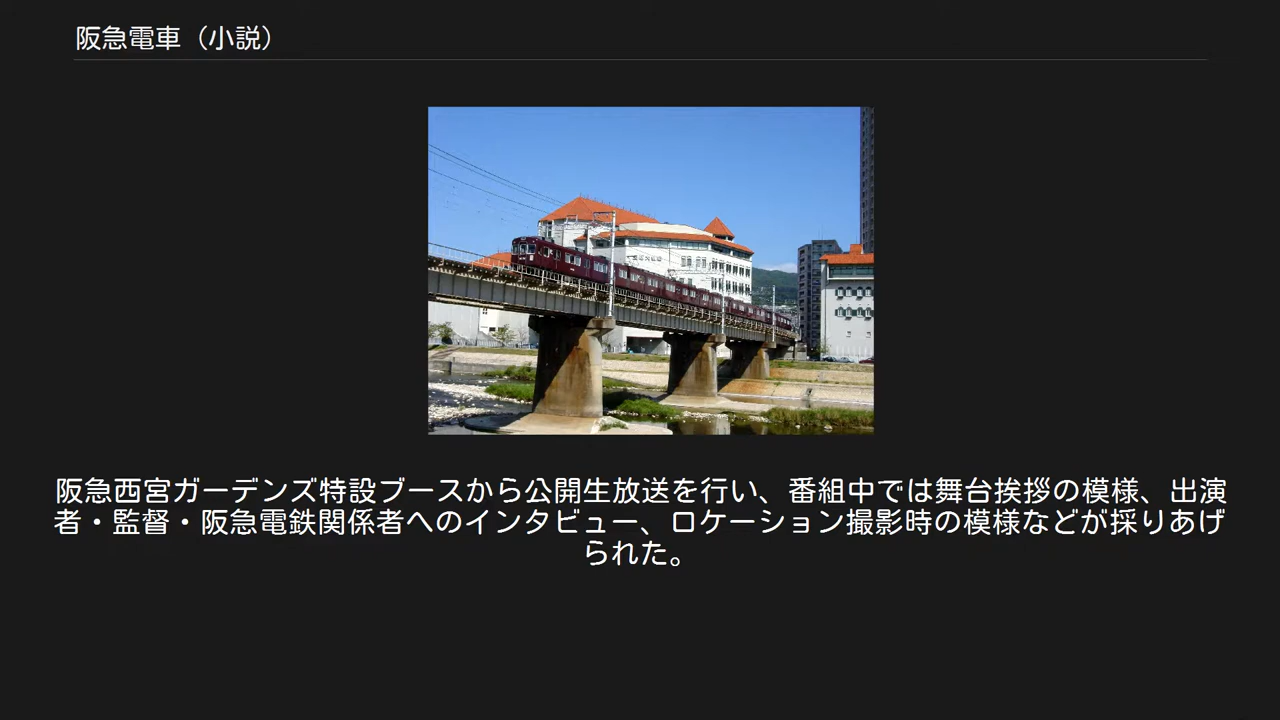 阪急電車（小説）
阪急西宮ガーデンズ特設ブースから公開生放送を行い、番組中では舞台挨拶の模様、出演
者・監督・阪急電鉄関係者へのインタビュー、ロケーション撮影時の模様などが採りあげ
られた。